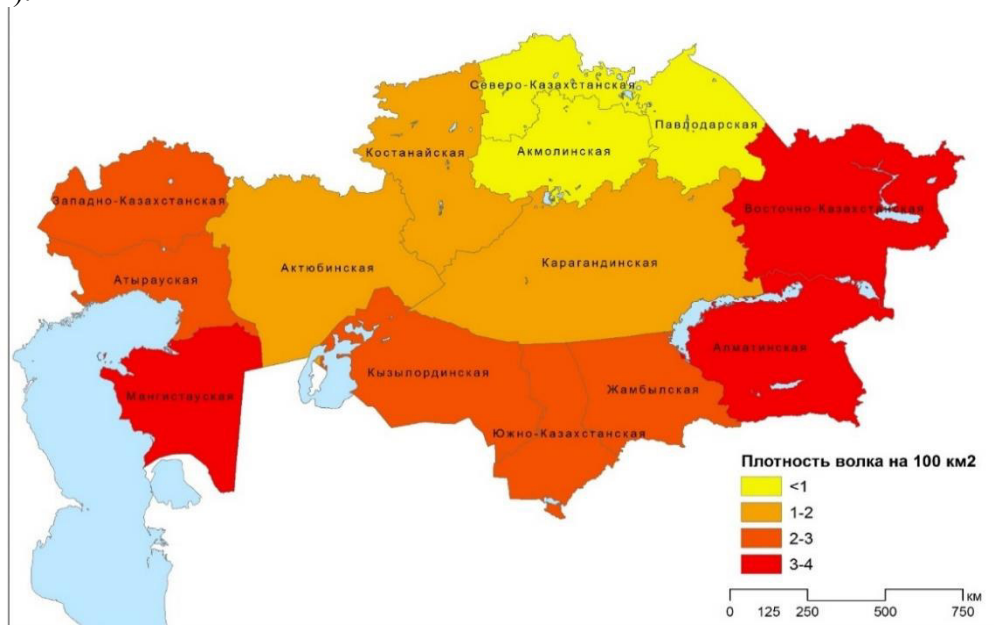 ).
Северо-Казахстанская
Павлодарская
Костанайская
Акмолинская
Западно-Казахстанская
Восточно-Казахстанская
Карагандинская
Актюбинская
Атырауская
Алматинская
Кызылординская
Жамбылская
Мангистауская
Южно-Казахстанская
Плотность волка на 100 км2
<1
1-2
2-3
3-4
км
0 125 250 500 750